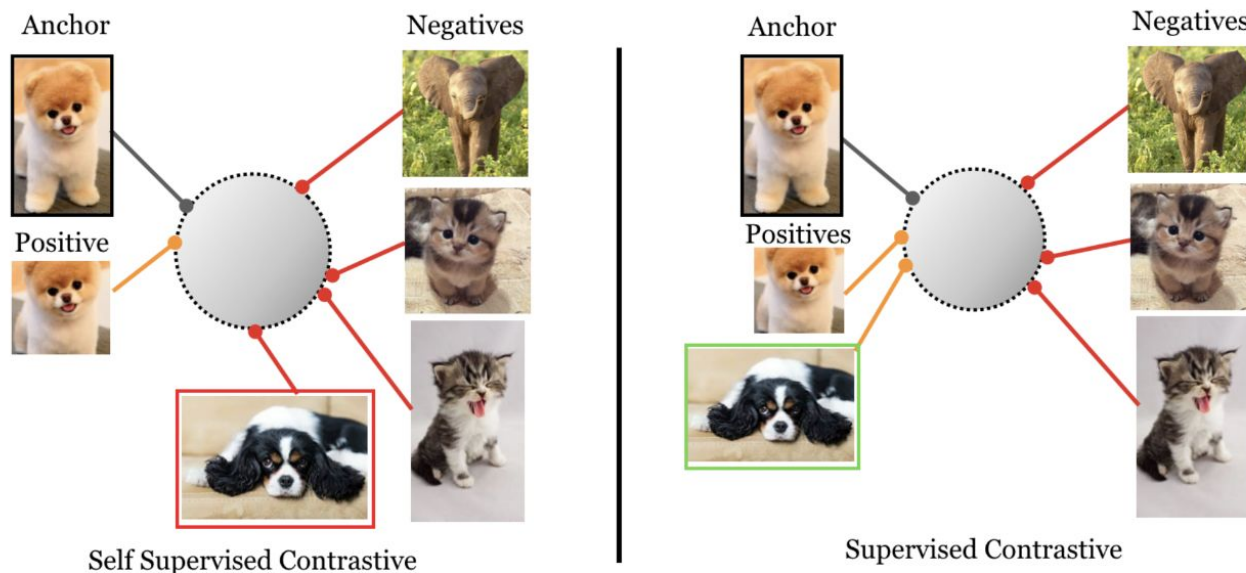 Anchor
Negatives
Positive
Self Supervised Contrastive
Anchor
Negatives
Positives
Supervised Contrastive